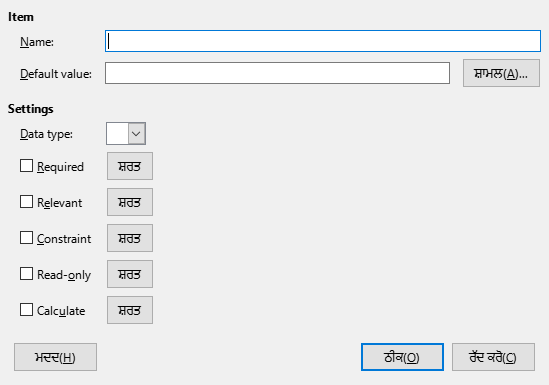 Item
Name:
Default value: ਸ਼ਾਮਲ(A)...
Settings
Data type:
Required ਸ਼ਰਤ
Relevant ਸ਼ਰਤ
Constraint ਸ਼ਰਤ
Read-only ਸ਼ਰਤ
Calculate ਸ਼ਰਤ
ਮਦਦ(H) ਠੀਕ(O) ਰੱਦ ਕਰੋ(C)